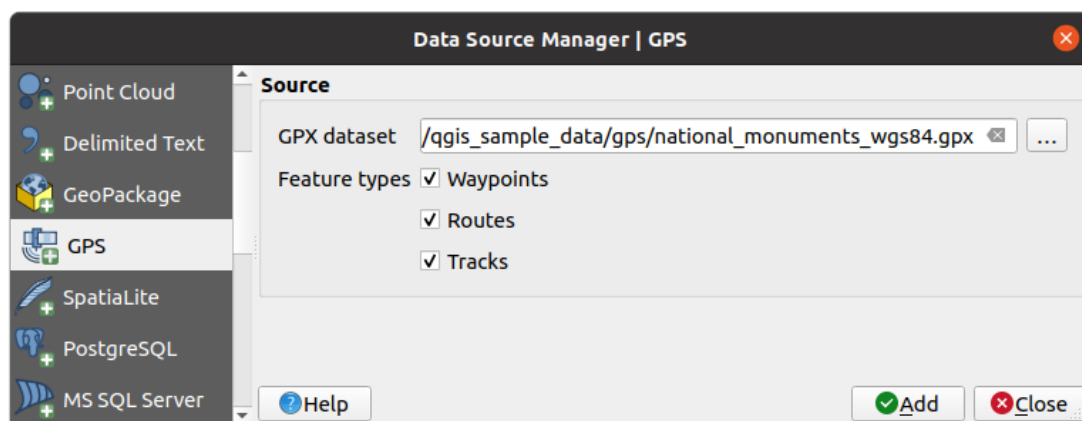 Data Source Manager | GPS
Point Cloud
Delimited Text
GeoPackage
GPS
SpatiaLite
PostgreSQL
MS SQL Server
Source
GPX dataset /qgis_sample_data/gps/national_monuments_wgs84.gpx ...
Feature types Waypoints
Routes
Tracks
Help Add Close